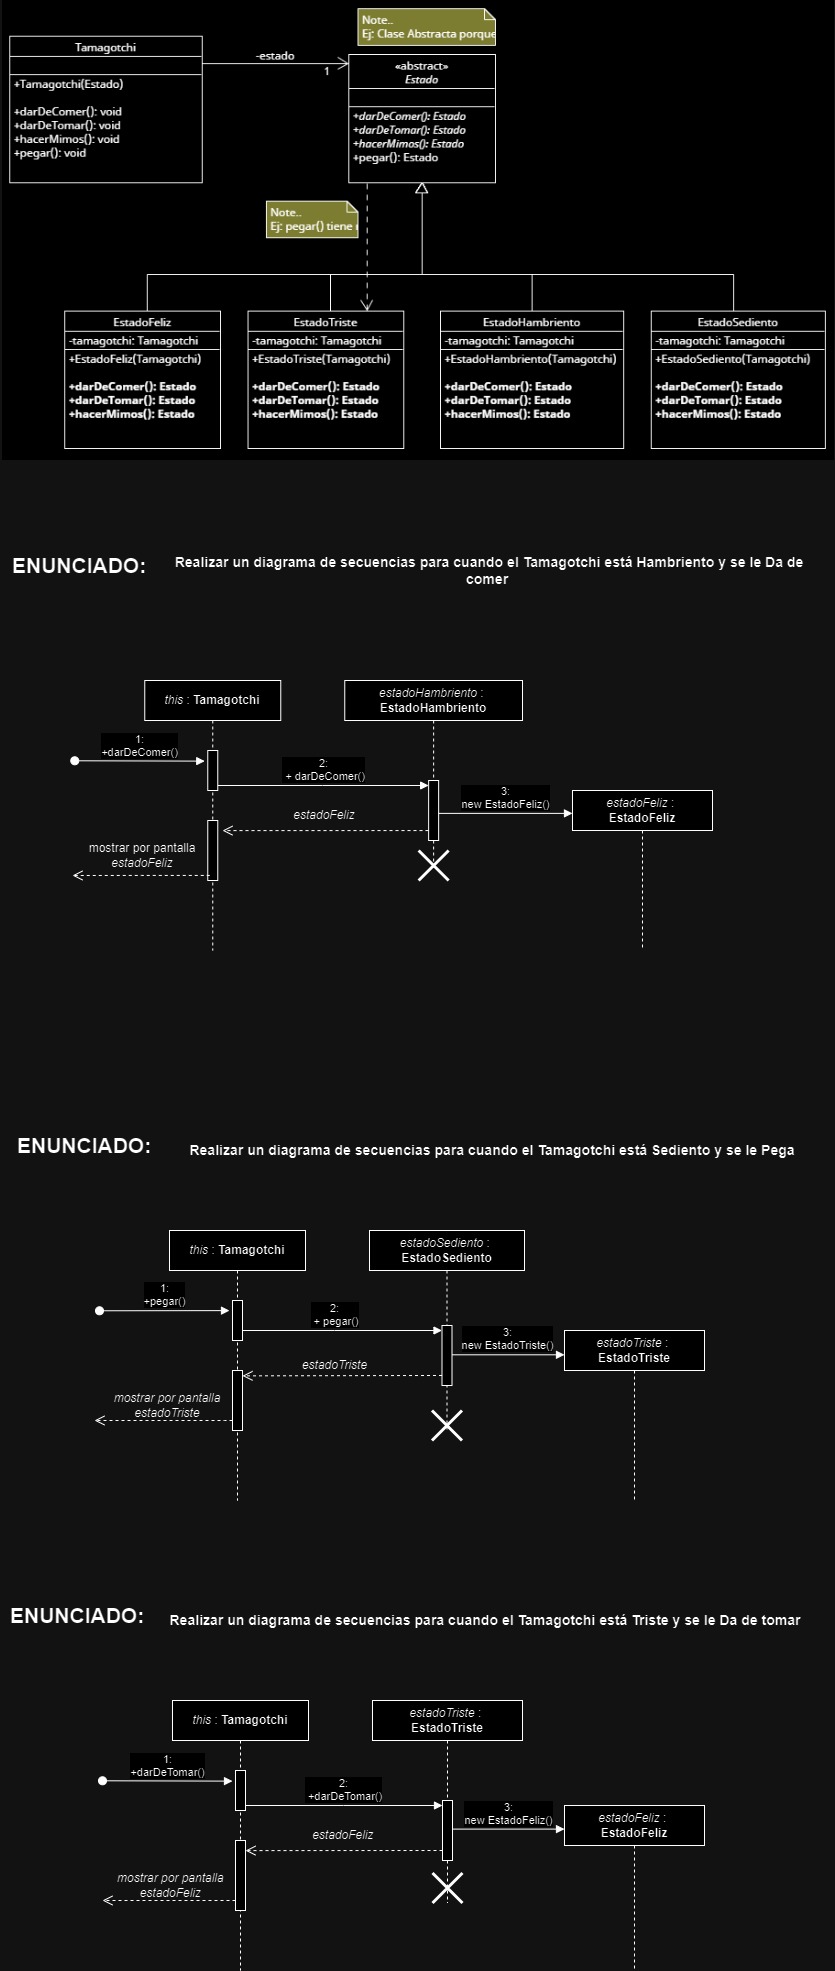 Note..
Ej: Clase Abstracta porque
Tamagotchi
-estado
1
«abstract»
Estado
+Tamagotchi(Estado)
+darDeComer(): void
+darDeTomar(): void
+hacerMimos(): void
+pegar(): void
+darDeComer(): Estado
+darDeTomar(): Estado
+hacerMimos(): Estado
+pegar(): Estado
Note..
Ej: pegar() tiene
EstadoFeliz
-tamagotchi: Tamagotchi
+EstadoFeliz(Tamagotchi)
+darDeComer(): Estado
+darDeTomar(): Estado
+hacerMimos(): Estado
EstadoTriste
-tamagotchi: Tamagotchi
+EstadoTriste(Tamagotchi)
+darDeComer(): Estado
+darDeTomar(): Estado
+hacerMimos(): Estado
EstadoHambriento
-tamagotchi: Tamagotchi
+EstadoHambriento(Tamagotchi)
+darDeComer(): Estado
+darDeTomar(): Estado
+hacerMimos(): Estado
EstadoSediento
-tamagotchi: Tamagotchi
+EstadoSediento(Tamagotchi)
+darDeComer(): Estado
+darDeTomar(): Estado
+hacerMimos(): Estado
ENUNCIADO:
Realizar un diagrama de secuencias para cuando el Tamagotchi está Hambriento y se le Da de
comer
this : Tamagotchi
estadoHambriento :
EstadoHambriento
1:
+darDeComer()
2:
+ darDeComer()
3:
new EstadoFeliz()
estadoFeliz :
EstadoFeliz
estadoFeliz
mostrar por pantalla
estadoFeliz
ENUNCIADO:
Realizar un diagrama de secuencias para cuando el Tamagotchi está Sediento y se le Pega
this : Tamagotchi
estadoSediento :
EstadoSediento
1:
+pegar()
2:
+ pegar()
3:
new EstadoTriste()
estadoTriste :
EstadoTriste
estadoTriste
mostrar por pantalla
estadoTriste
ENUNCIADO:
Realizar un diagrama de secuencias para cuando el Tamagotchi está Triste y se le Da de tomar
this : Tamagotchi
estadoTriste :
EstadoTriste
1:
+darDeTomar()
2:
+darDeTomar()
3:
new EstadoFeliz()
estadoFeliz :
EstadoFeliz
estadoFeliz
mostrar por pantalla
estadoFeliz